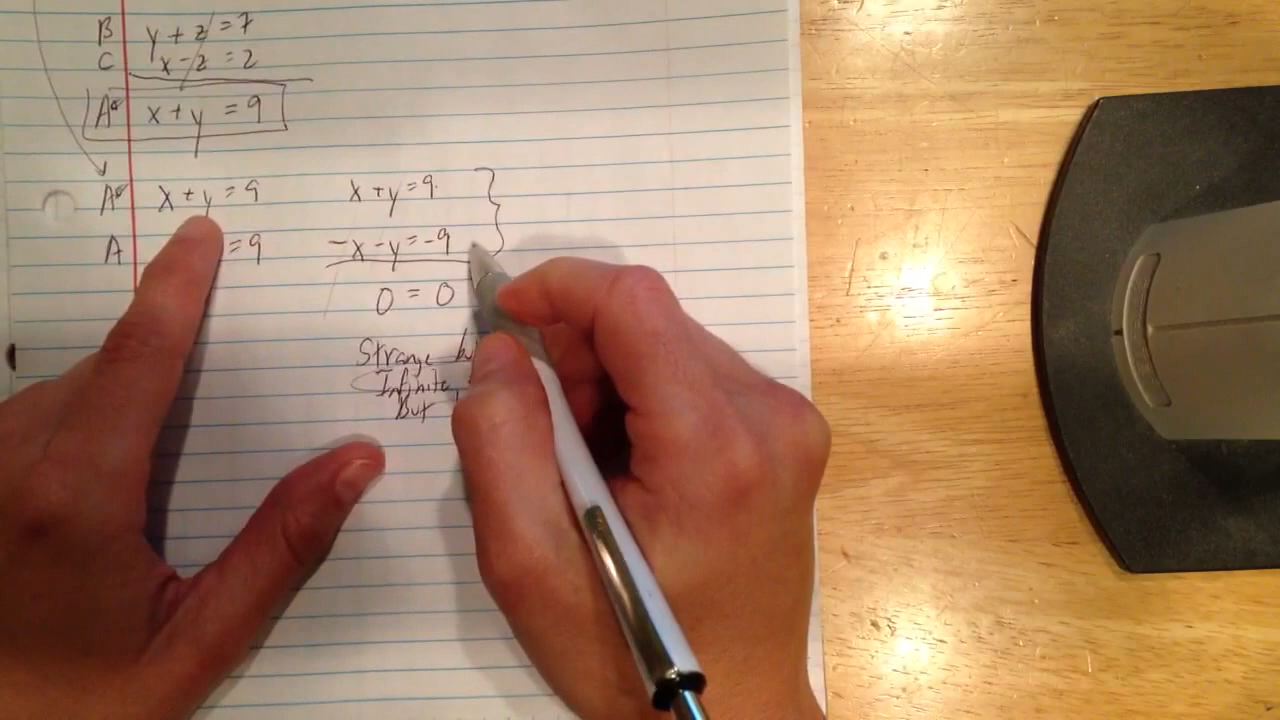 B y + z = 7
C x - z = 2
A* x + y = 9
A* x + y = 9 x + y = 9
A = 9 -x - y = -9
0 = 0
Strange
Infinite
But